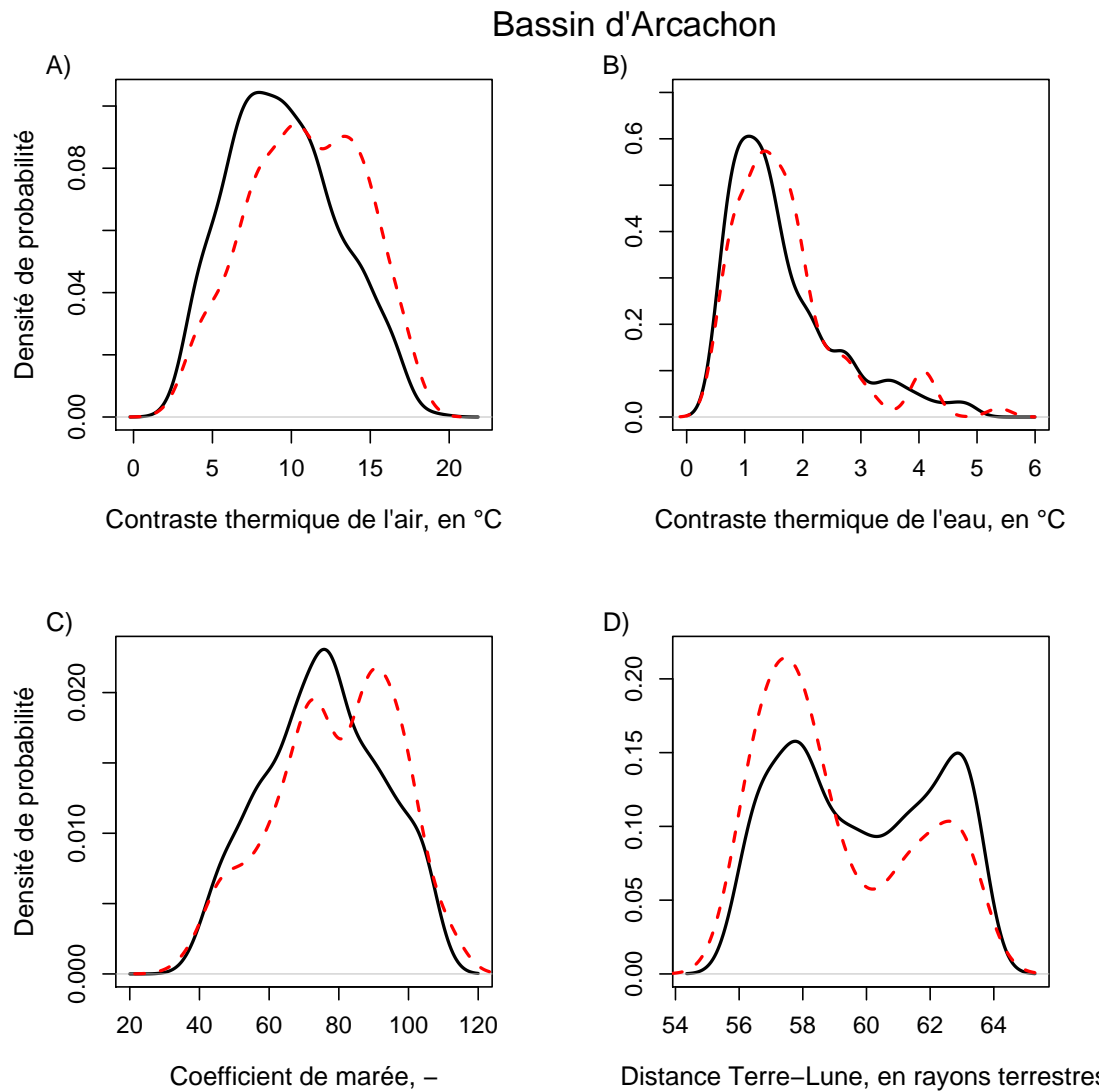 Bassin d'Arcachon
A)
Densité de probabilité
0.00 0.04 0.08
0 5 10 15 20
Contraste thermique de l'air, en °C
B)
0.0 0.2 0.4 0.6
0 1 2 3 4 5 6
Contraste thermique de l'eau, en °C
C)
Densité de probabilité
0.000 0.010 0.020
20 40 60 80 100 120
Coefficient de marée, −
D)
0.00 0.05 0.10 0.15 0.20
54 56 58 60 62 64
Distance Terre−Lune, en rayons terrestres